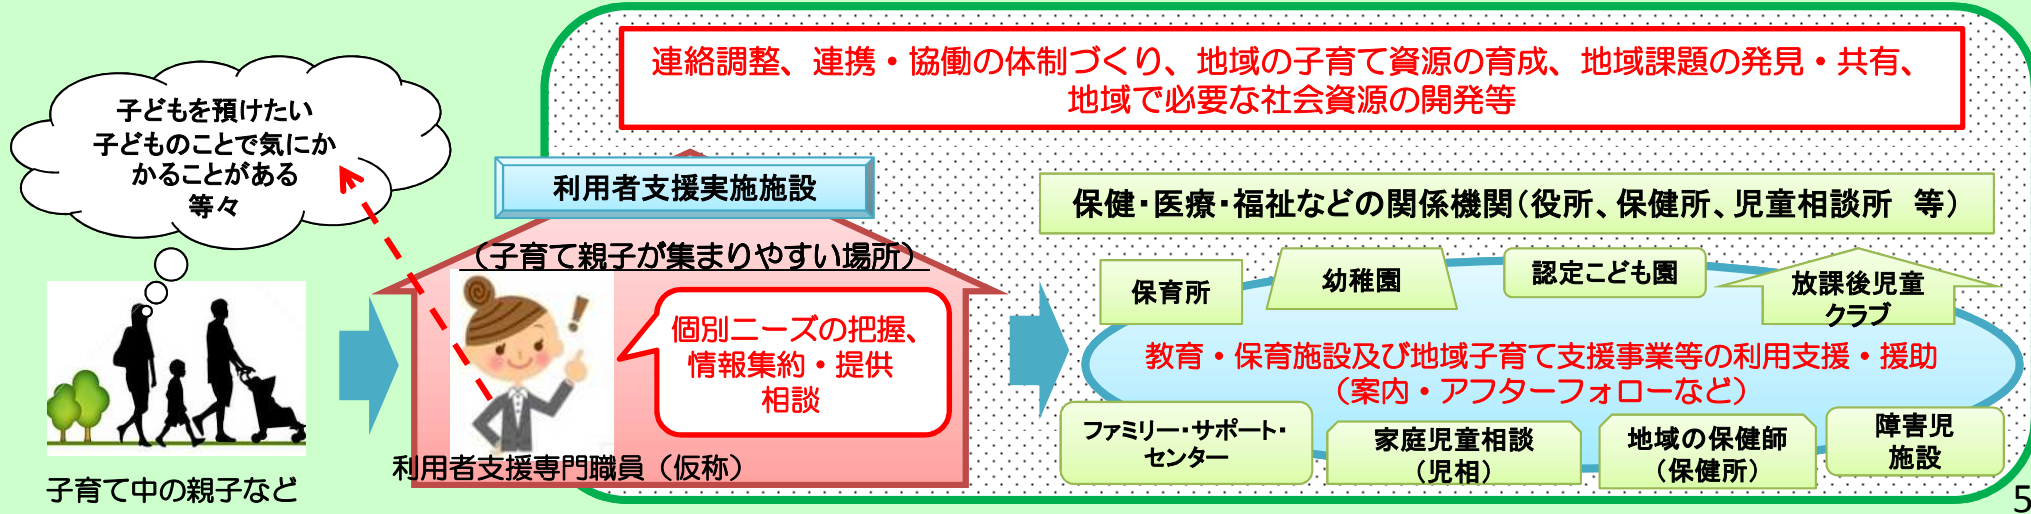 連絡調整、連携・協働の体制づくり、地域の子育て資源の育成、地域課題の発見・共有、
地域で必要な社会資源の開発等
子どもを預けたい
子どものことで気にか
かることがある
等々
利用者支援実施施設
（子育て親子が集まりやすい場所）
個別ニーズの把握、
情報集約・提供
相談
利用者支援専門職員（仮称）
子育て中の親子など
保健・医療・福祉などの関係機関（役所、保健所、児童相談所　等）
保育所
幼稚園
認定こども園
放課後児童
クラブ
教育・保育施設及び地域子育て支援事業等の利用支援・援助
（案内・アフターフォローなど）
ファミリー・サポート・
センター
家庭児童相談
（児相）
地域の保健師
（保健所）
障害児
施設
5